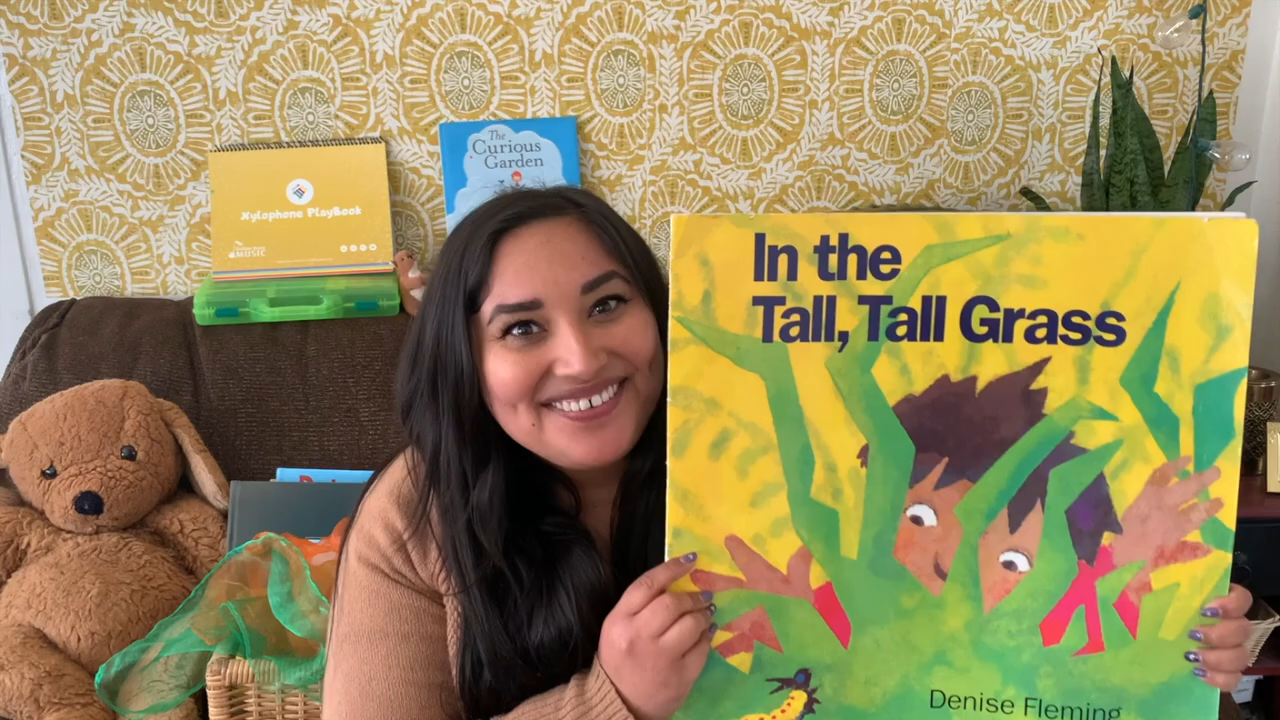 The
Curious
Garden
Xylophone PlayBook
MUSIC
In the
Tall, Tall Grass
Denise Fleming